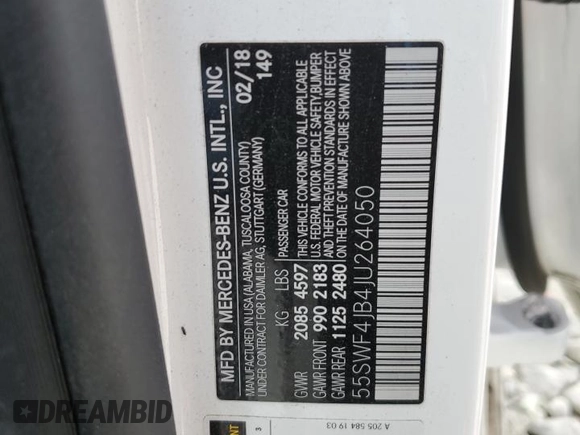 MFD BY MERCEDES-BENZ U.S. INTL., INC
MANUFACTURED IN USA (ALABAMA, TUSCALOOSA COUNTY)
UNDER CONTRACT FOR DAIMLER AG, STUTTGART (GERMANY)
02/18
149
KG LBS
GVWR 2085 4597
GAWR FRONT 990 2183
GAWR REAR 1125 2480
PASSENGER CAR
THIS VEHICLE CONFORMS TO ALL APPLICABLE
U.S. FEDERAL MOTOR VEHICLE SAFETY, BUMPER
AND THEFT PREVENTION STANDARDS IN EFFECT
ON THE DATE OF MANUFACTURE SHOWN ABOVE
55SWF4JB4JU264050
3
A 205 584 19 03
DREAMBID